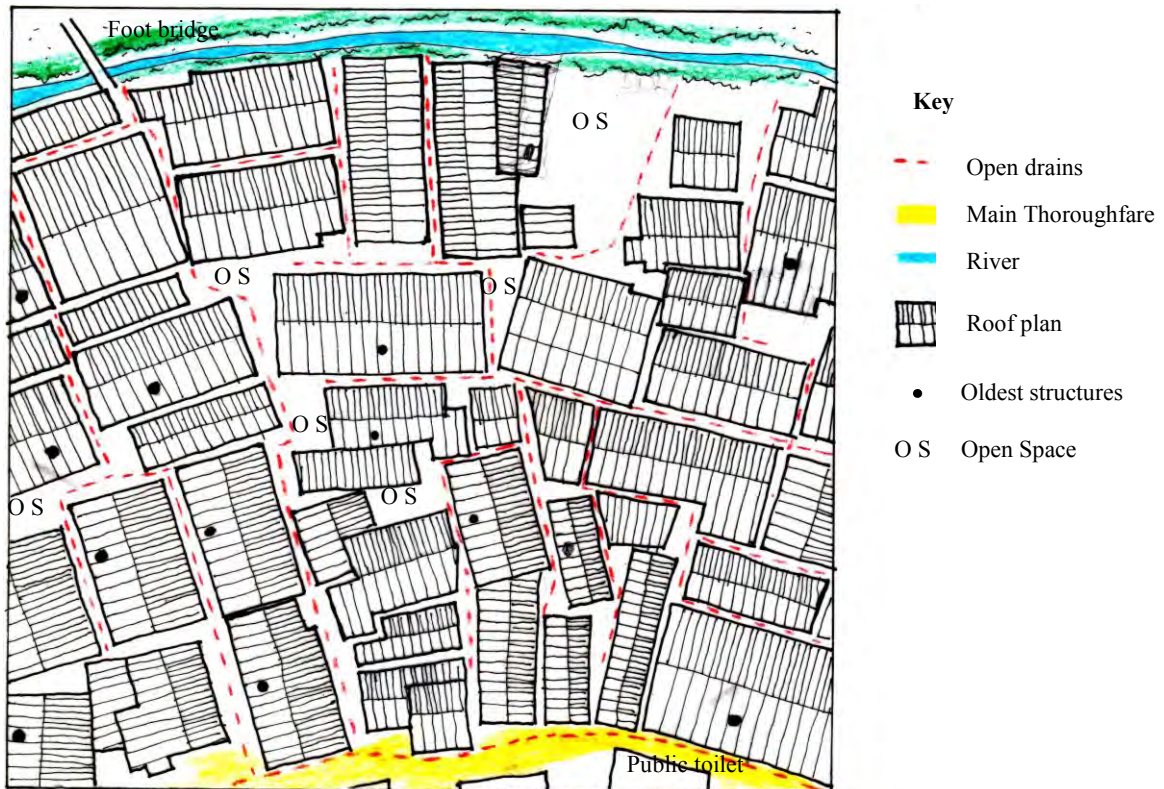 Foot bridge
O S
O S
O S
O S
O S
O S
Public toilet
Key
Open drains
Main Thoroughfare
River
Roof plan
Oldest structures
O S Open Space